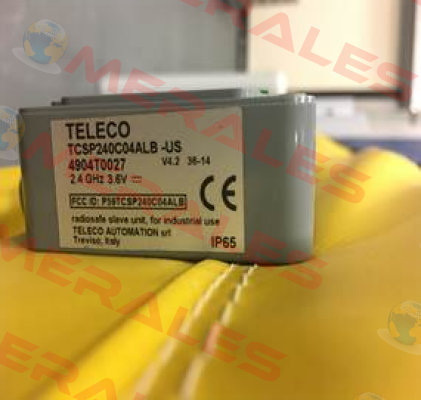 MERALES
TELECO
TCSP240C04ALB -US
4904T0027 V4.2 36-14
2.4 GHz 3.6V
FCC ID: P59TCSP240C04ALB
radiosafe slave unit, for industrial use
TELECO AUTOMATION srl
Treviso, Italy
CE
IP65
MERALES
MERALES